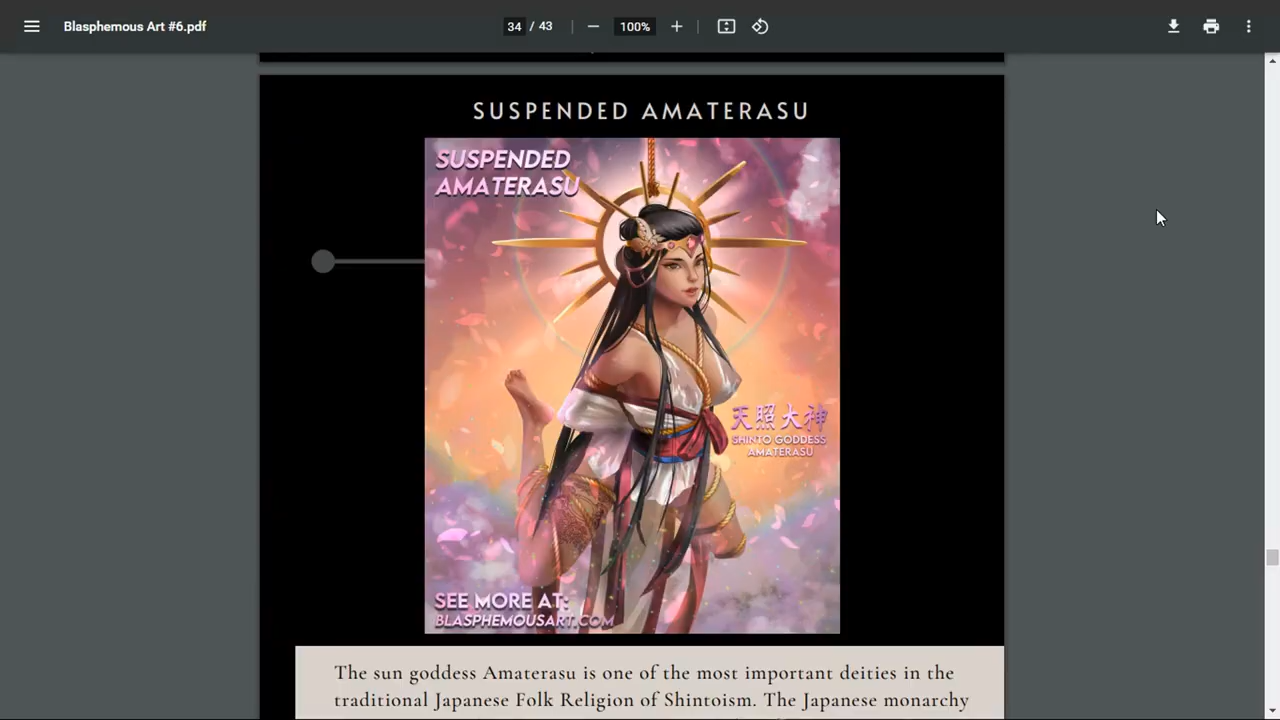 Blasphemous Art #6.pdf
34 / 43
100%
SUSPENDED AMATERASU
SUSPENDED
AMATERASU
天照大神
SHINTO GODDESS
AMATERASU
SEE MORE AT:
BLASPHEMOUSART.COM
The sun goddess Amaterasu is one of the most important deities in the
traditional Japanese Folk Religion of Shintoism. The Japanese monarchy